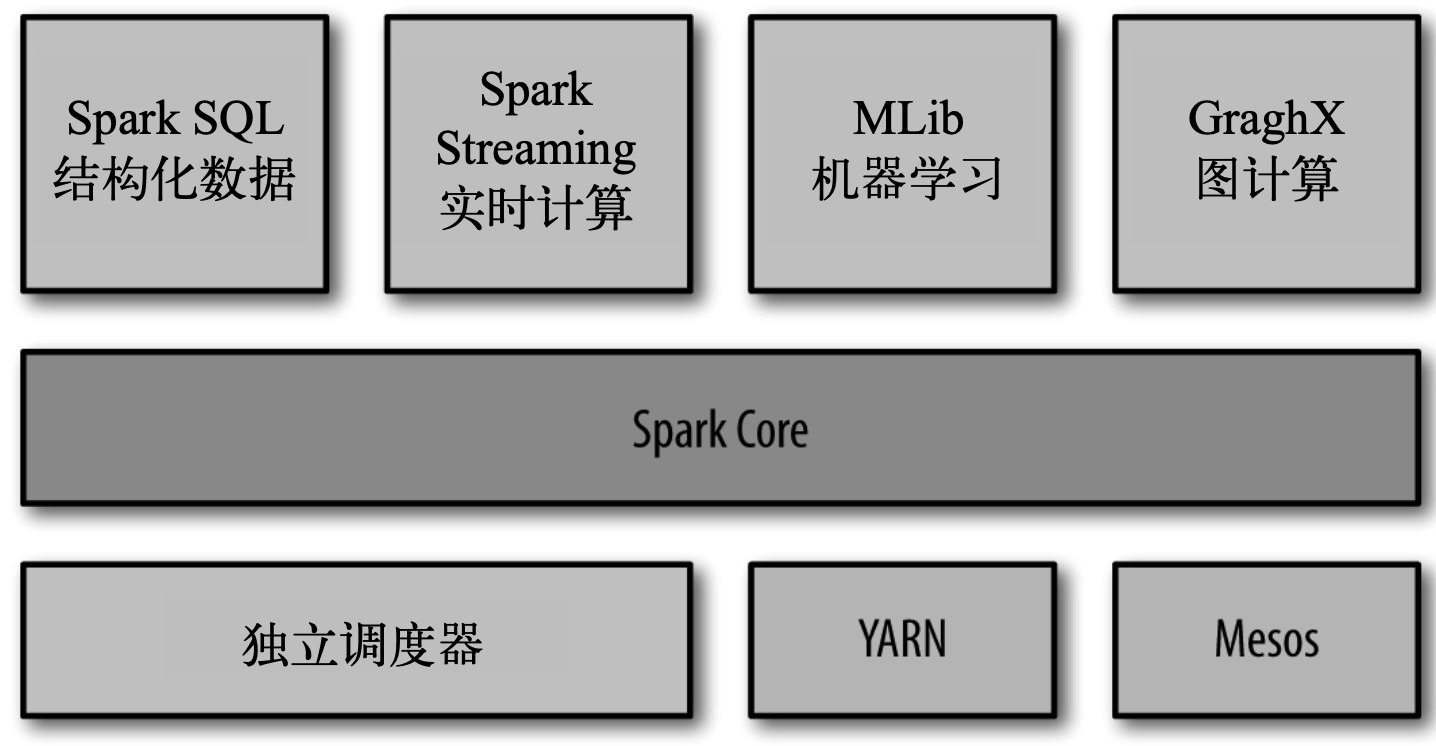 Spark SQL
结构化数据
Spark
Streaming
实时计算
MLib
机器学习
GraghX
图计算
Spark Core
独立调度器
YARN
Mesos